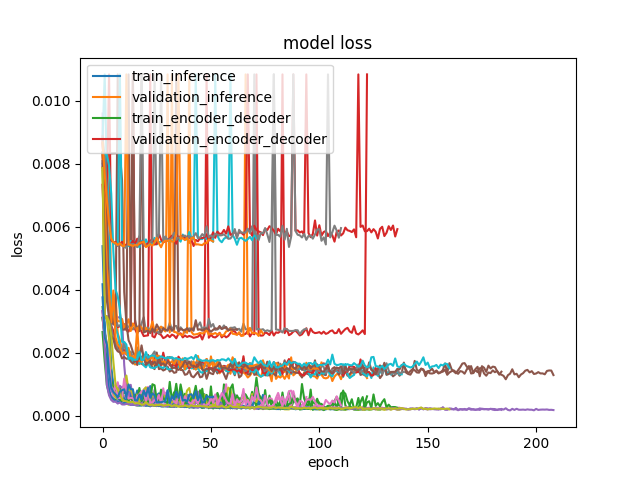 model loss
train_inference
validation_inference
train_encoder_decoder
validation_encoder_decoder
0.010
0.008
0.006
0.004
0.002
0.000
loss
0
50
100
150
200
epoch